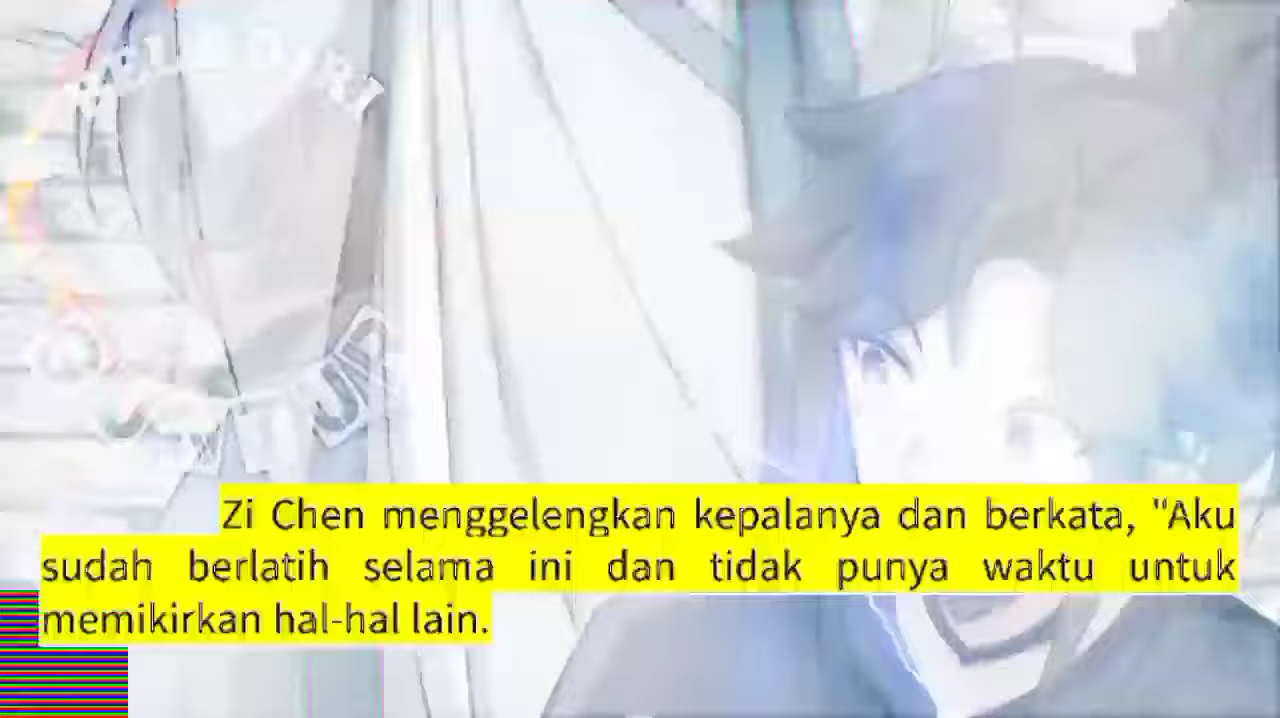 Zi Chen menggelengkan kepalanya dan berkata, "Aku
sudah berlatih selama ini dan tidak punya waktu untuk
memikirkan hal-hal lain.